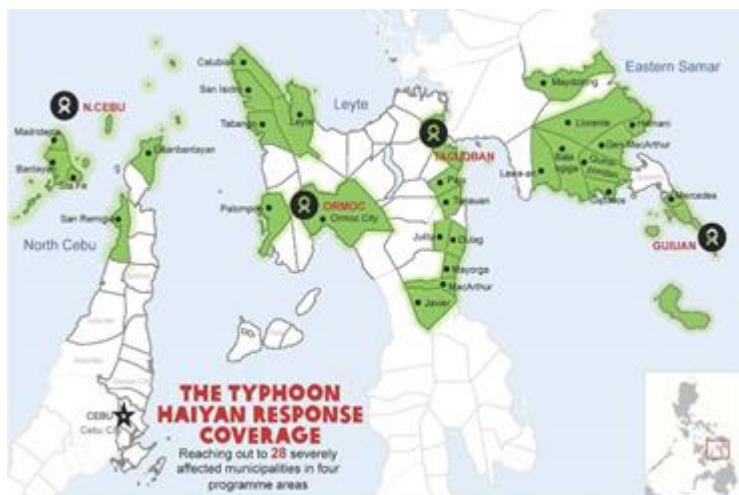 Calubian
San Isidro
Eastern Samar
Maydolong
N.CEBU
Leyte
Leyte
Tabango
Llorente
Hernani
Madridejos
TACLOBAN
Gen MacArthur
Daanbantayan
Bantayan
Lawa-an
Sta Fe
Palo
Mercedes
Palompon
ORMOC
Ormoc City
Tanauan
San Remigio
Julita
Dulag
GUIUAN
North Cebu
Mayorga
MacArthur
Javier
THE TYPHOON
HAIYAN RESPONSE
COVERAGE
CEBU
Cebu City
Reaching out to 28 severely
affected municipalities in four
programme areas